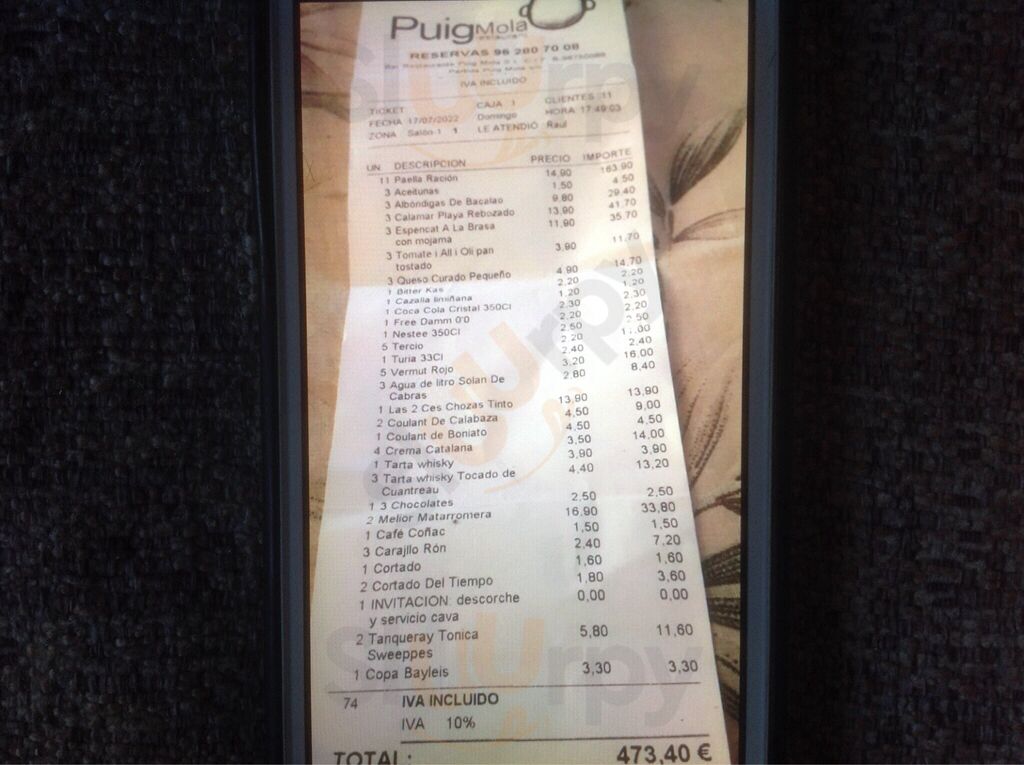 PuigMola
RESERVAS 96 280 70 08
Bar Restaurante Puig Mola S.L.
Partida Puig Mola
IVA INCLUIDO
TICKET CAJA 1 CLIENTES 11
FECHA 17/07/2022 Domingo HORA 17:49:03
ZONA Salón 1 1 LE ATENDIÓ Raul
UN DESCRIPCION PRECIO IMPORTE
11 Paella Ración 14,90 163,90
3 Aceitunas 1,50 4,50
3 Albóndigas De Bacalao 9,80 29,40
3 Calamar Playa Rebozado 13,90 41,70
3 Espencat A La Brasa 11,90 35,70
con mojama
3 Tomate i All i Oli pan 3,90 11,70
tostado
3 Queso Curado Pequeño 4,90 14,70
1 Bitter Kas 2,20 2,20
1 Cazalla limiñana 1,20 1,20
1 Coca Cola Cristal 350Cl 2,30 2,30
1 Free Damm 0'0 2,20 2,20
1 Nestee 350Cl 2,50 2,50
5 Tercio 2,20 ,00
1 Turia 33Cl 2,40 2,40
5 Vermut Rojo 3,20 16,00
3 Agua de litro Solan De 2,80 8,40
Cabras
1 Las 2 Ces Chozas Tinto 13,90 13,90
2 Coulant De Calabaza 4,50 9,00
1 Coulant de Boniato 4,50 4,50
4 Crema Catalana 3,50 14,00
1 Tarta whisky 3,90 3,90
3 Tarta whisky Tocado de 4,40 13,20
Cuantreau
1 3 Chocolates 2,50 2,50
2 Melior Matarromera 16,90 33,80
1 Café Coñac 1,50 1,50
3 Carajllo Rón 2,40 7,20
1 Cortado 1,60 1,60
2 Cortado Del Tiempo 1,80 3,60
1 INVITACION: descorche 0,00 0,00
y servicio cava
2 Tanqueray Tonica 5,80 11,60
Sweeppes
1 Copa Bayleis 3,30 3,30
74 IVA INCLUIDO
IVA 10%
TOTAL: 473,40 €
Slurpy
Slurpy
Slurpy